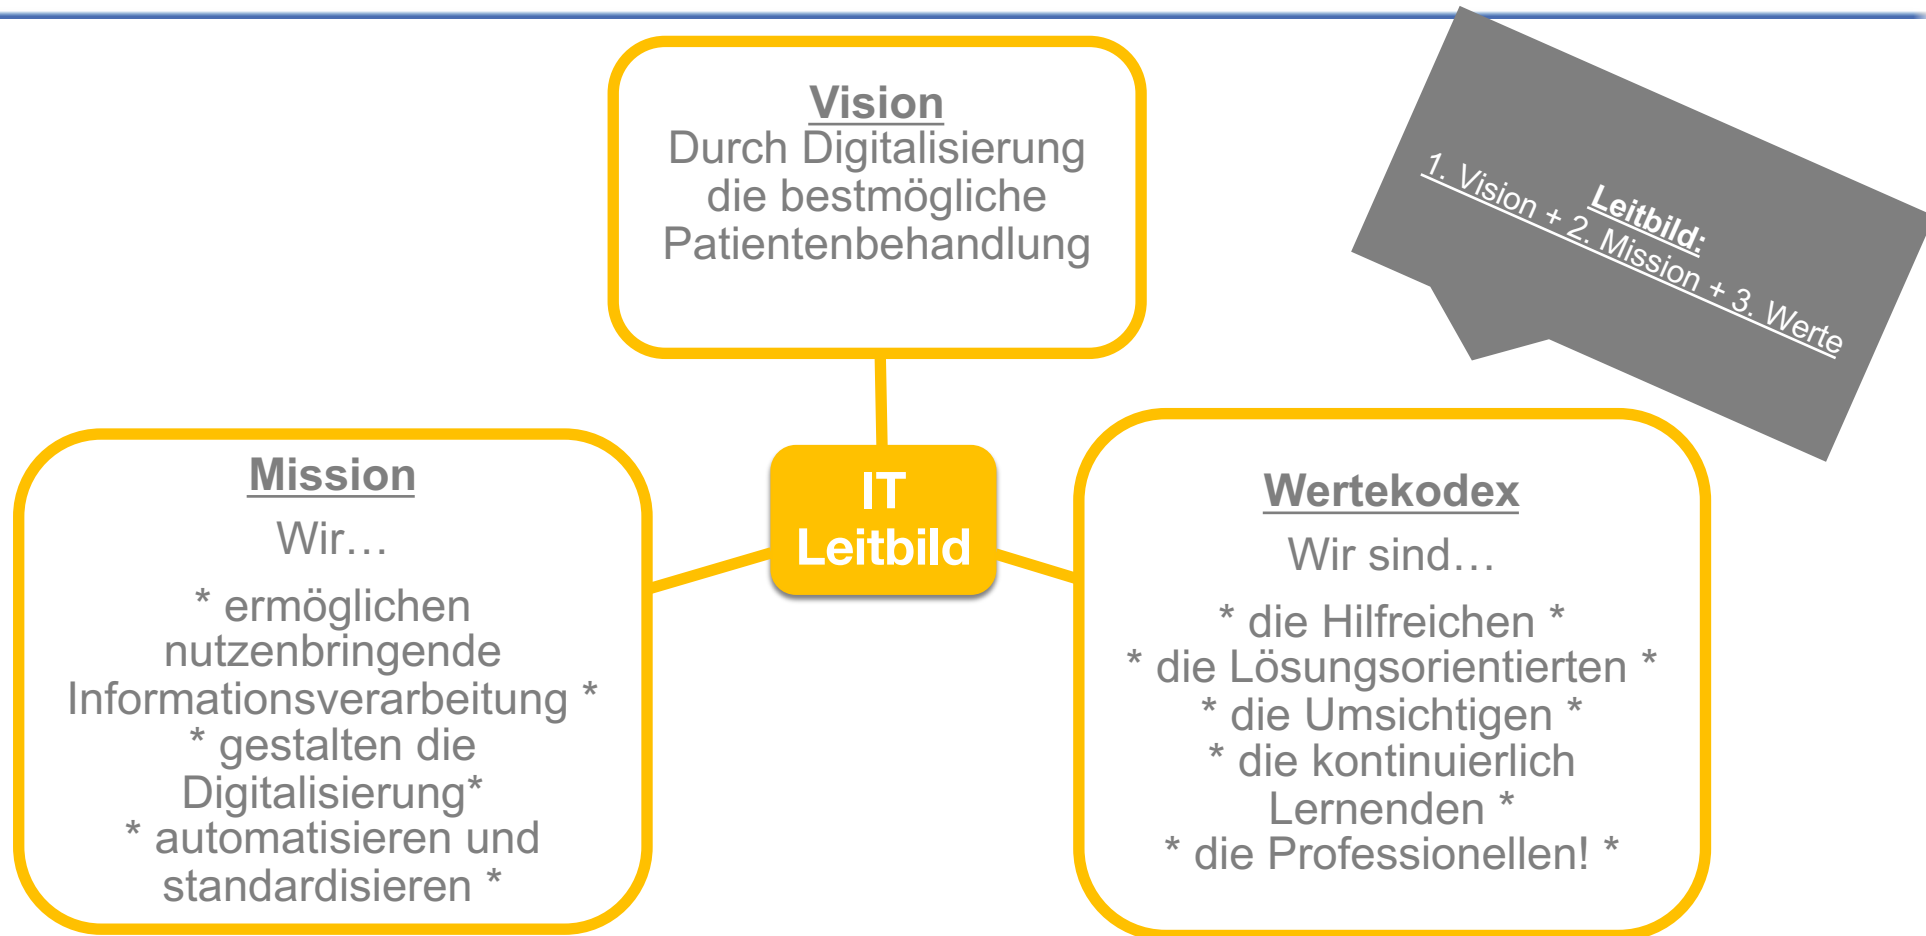 Vision
Durch Digitalisierung
die bestmögliche
Patientenbehandlung
Leitbild:
1. Vision + 2. Mission + 3. Werte
IT
Leitbild
Mission
Wir…
* ermöglichen
nutzenbringende
Informationsverarbeitung *
* gestalten die
Digitalisierung*
* automatisieren und
standardisieren *
Wertekodex
Wir sind…
* die Hilfreichen *
* die Lösungsorientierten *
* die Umsichtigen *
* die kontinuierlich
Lernenden *
* die Professionellen! *